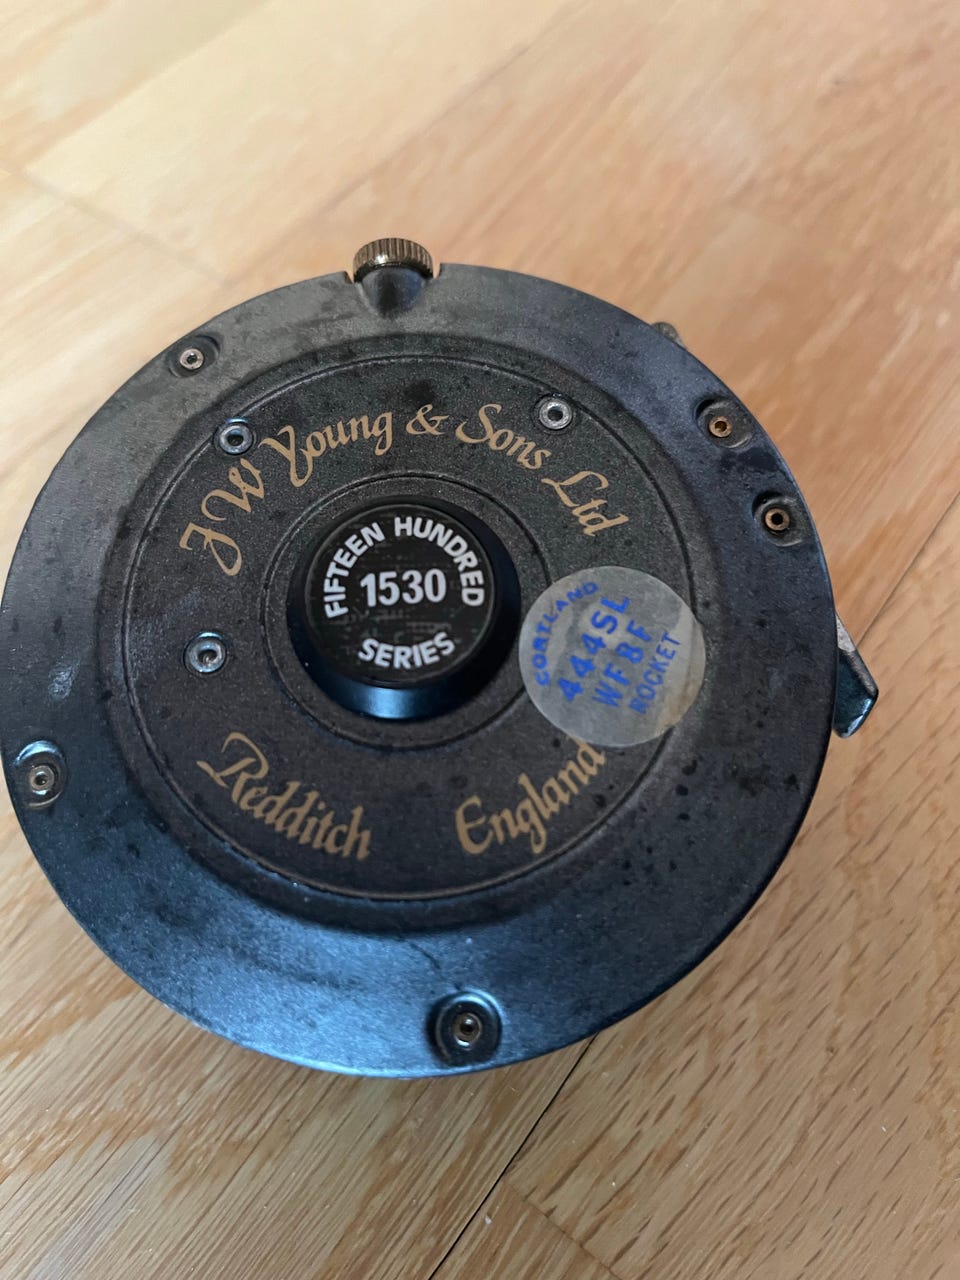 J W Young & Sons Ltd
FIFTEEN HUNDRED
1530
SERIES
CORTLAND
444SL
WF8F
ROCKET
Redditch England